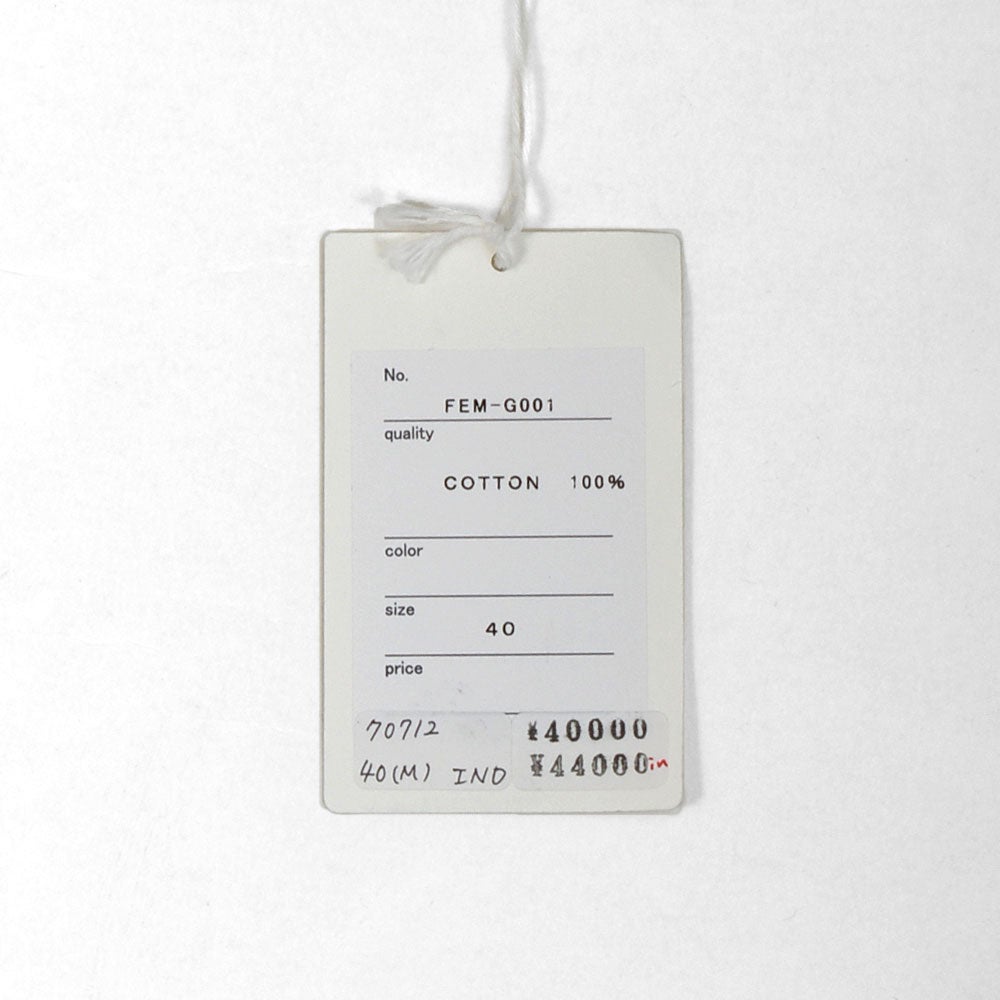 No.
FEM-G001
quality
COTTON 100%
color
size
40
price
70712
40(M) IND
¥40000
¥44000in